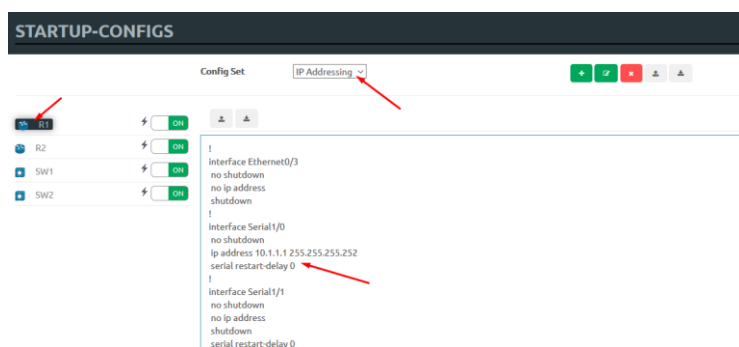 STARTUP-CONFIGS
Config Set IP Addressing
R1 ON
R2 ON
SW1 ON
SW2 ON
!
interface Ethernet0/3
no shutdown
no ip address
shutdown
!
interface Serial1/0
no shutdown
ip address 10.1.1.1 255.255.255.252
serial restart-delay 0
!
interface Serial1/1
no shutdown
no ip address
shutdown
serial restart-delay 0